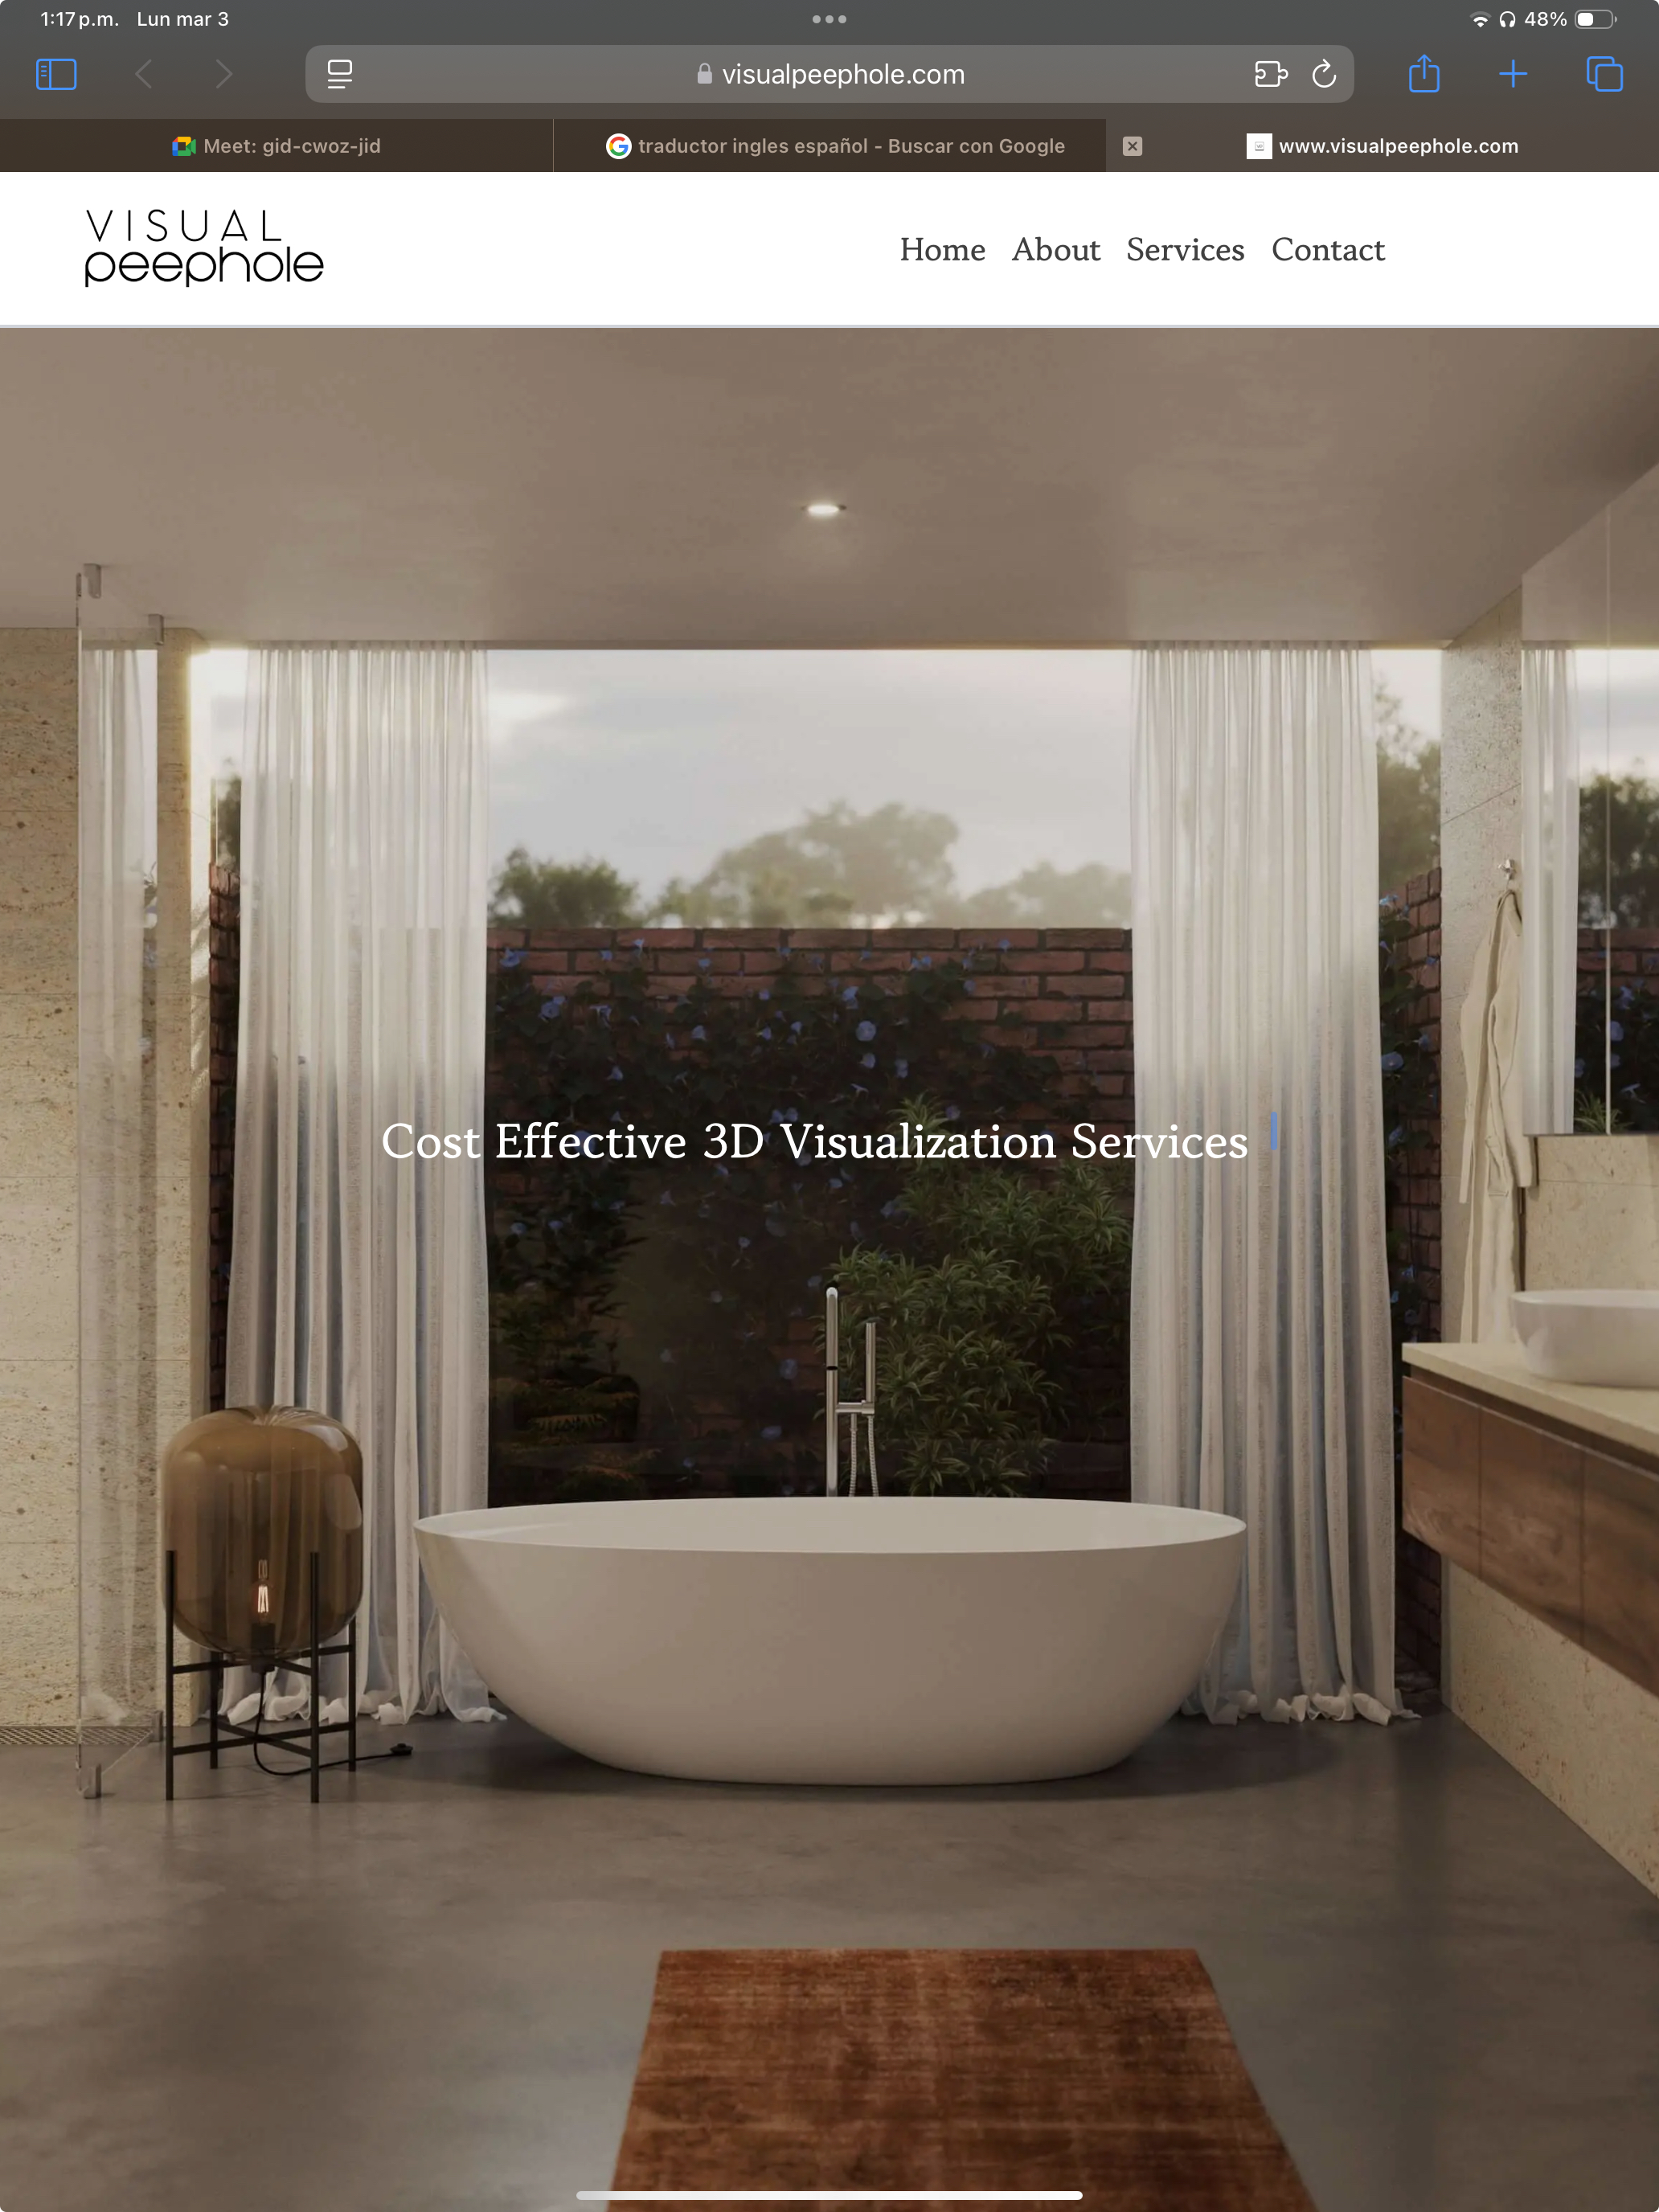 1:17 p.m. Lun mar 3
48%
visualpeephole.com
Meet: gid-cwoz-jid
traductor ingles español - Buscar con Google
www.visualpeephole.com
VISUAL
peephole
Home About Services Contact
Cost Effective 3D Visualization Services